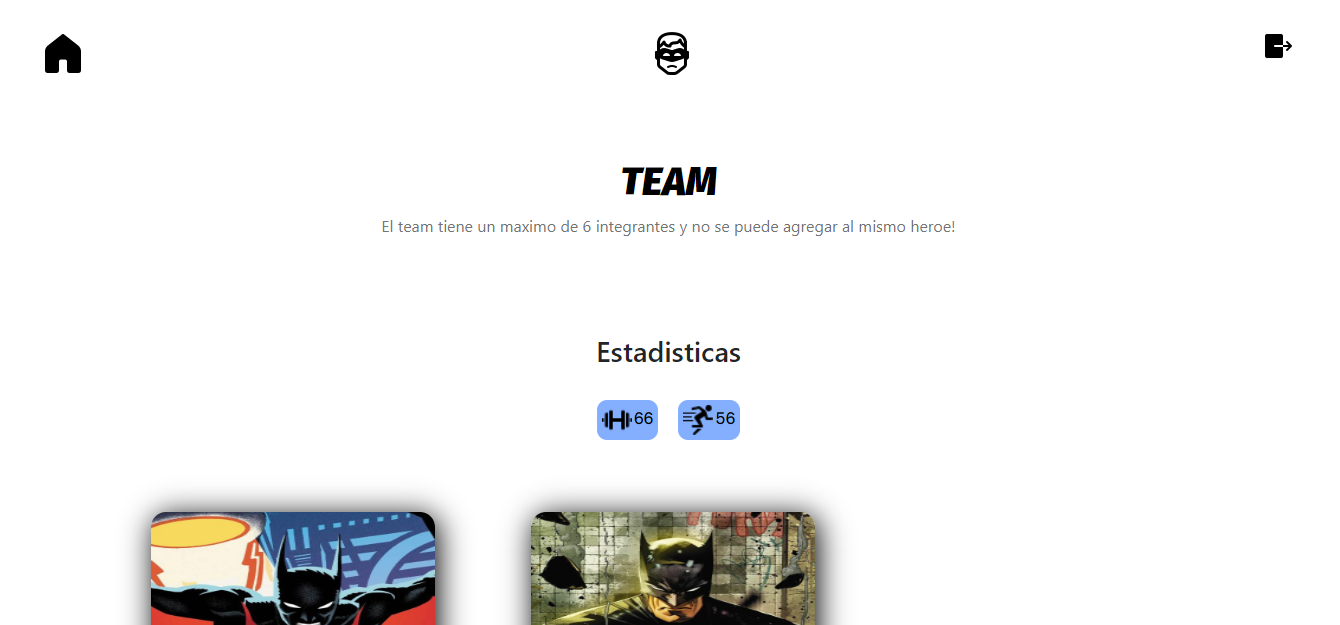 TEAM
El team tiene un maximo de 6 integrantes y no se puede agregar al mismo heroe!
Estadisticas
66 56